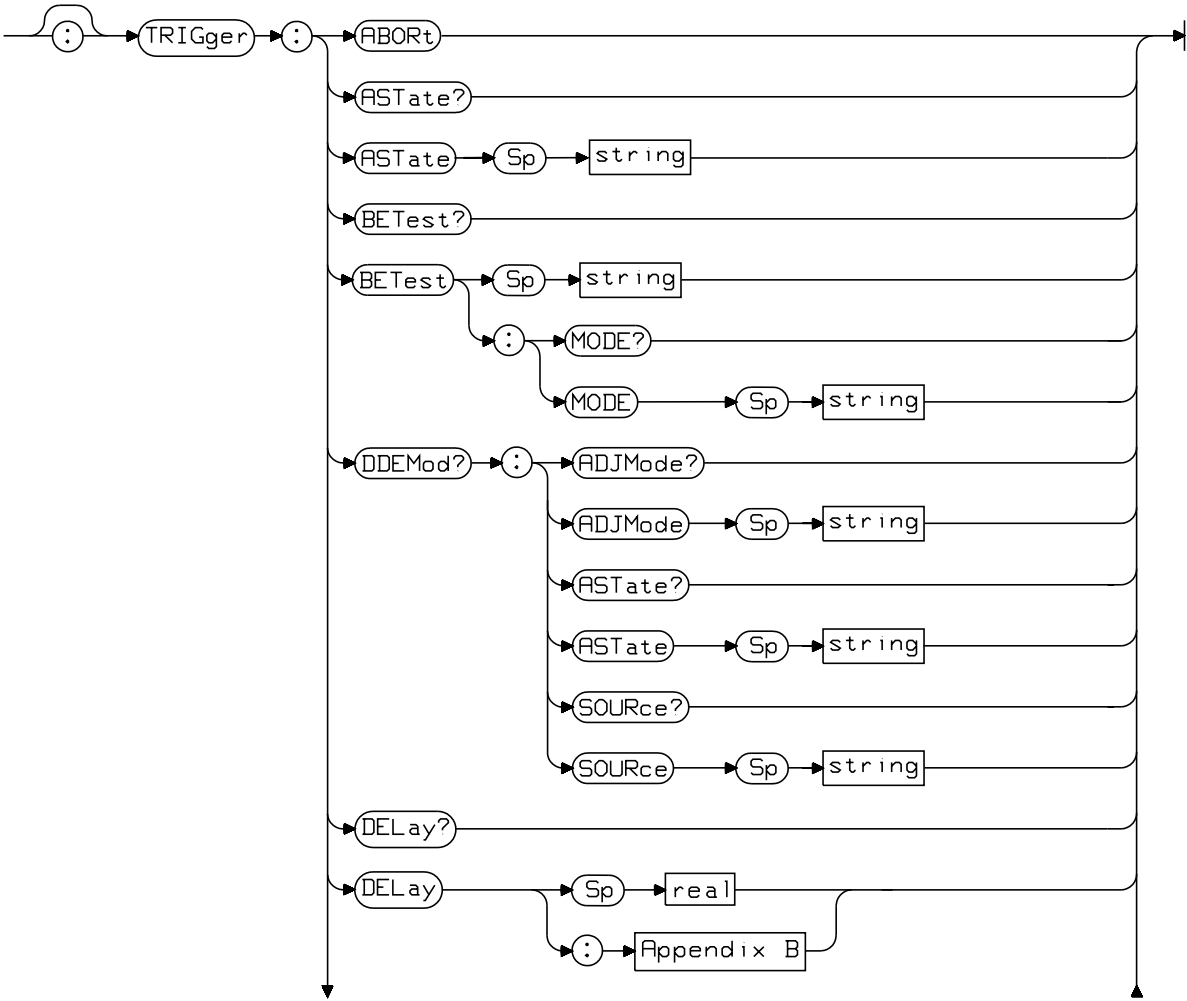 : TRIGger : ABORt
ASTate?
ASTate Sp string
BETest?
BETest Sp string
: MODE?
MODE Sp string
DDEMod? : ADJMode?
ADJMode Sp string
ASTate?
ASTate Sp string
SOURce?
SOURce Sp string
DELay?
DELay Sp real
: Appendix B